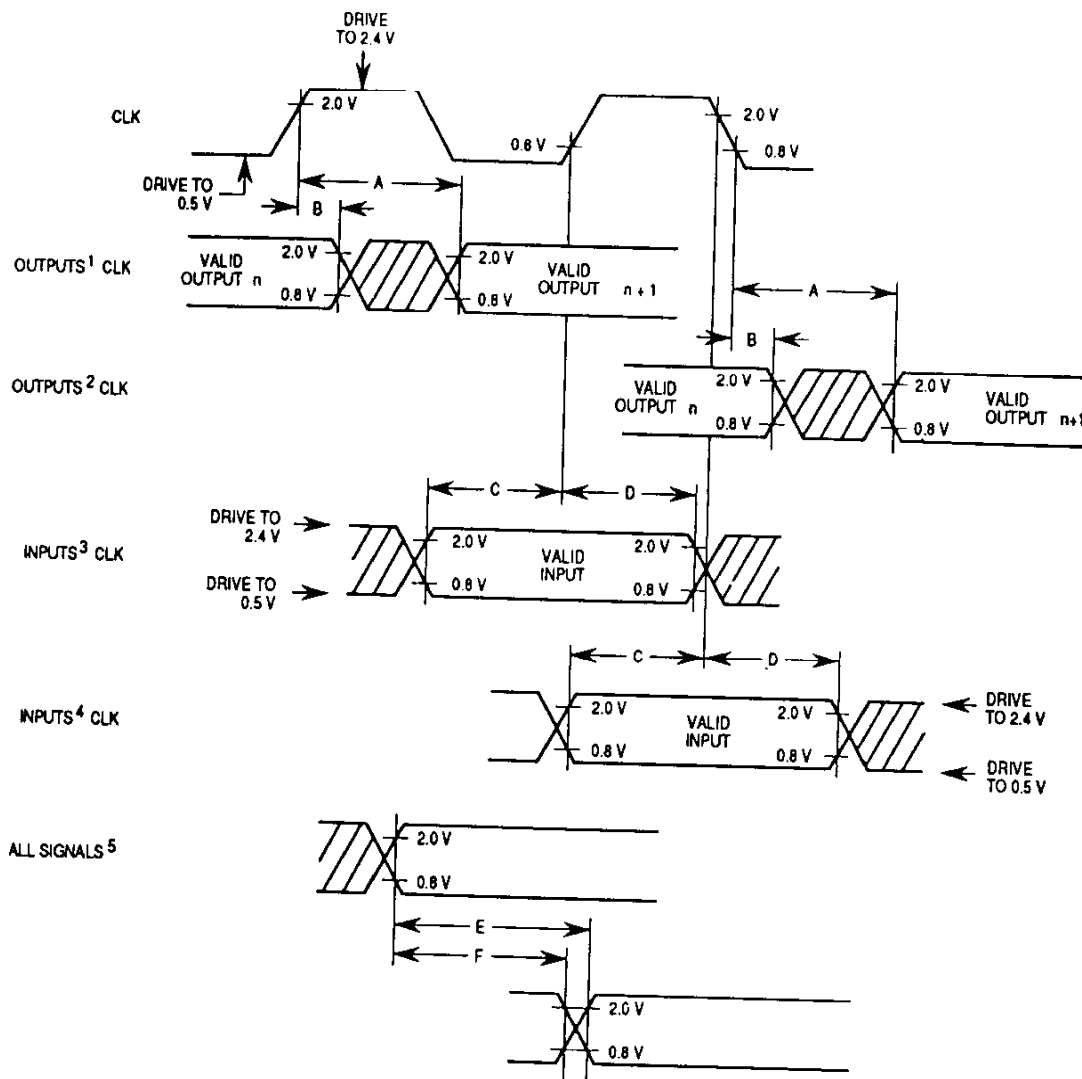 DRIVE
TO 2.4 V
CLK
2.0 V
0.8 V
2.0 V
0.8 V
DRIVE TO
0.5 V
A
B
OUTPUTS1 CLK
VALID
OUTPUT n
2.0 V
0.8 V
2.0 V
0.8 V
VALID
OUTPUT n + 1
A
B
OUTPUTS2 CLK
VALID
OUTPUT n
2.0 V
0.8 V
2.0 V
0.8 V
VALID
OUTPUT n+1
C
D
INPUTS3 CLK
DRIVE TO
2.4 V
DRIVE TO
0.5 V
2.0 V
0.8 V
VALID
INPUT
2.0 V
0.8 V
C
D
INPUTS4 CLK
2.0 V
0.8 V
VALID
INPUT
2.0 V
0.8 V
DRIVE
TO 2.4 V
DRIVE
TO 0.5 V
ALL SIGNALS5
2.0 V
0.8 V
E
F
2.0 V
0.8 V